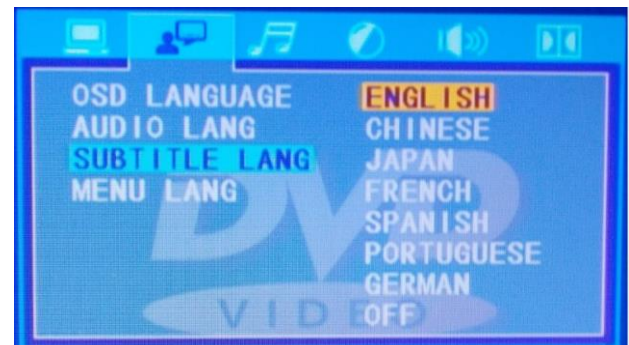 OSD LANGUAGE
AUDIO LANG
SUBTITLE LANG
MENU LANG
ENGLISH
CHINESE
JAPAN
FRENCH
SPANISH
PORTUGUESE
GERMAN
OFF
DVD
VIDEO